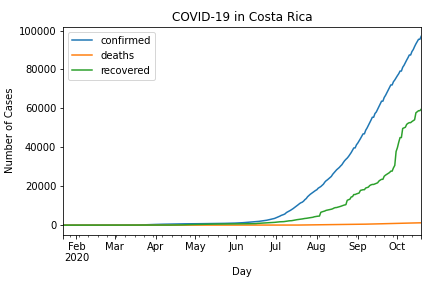 COVID-19 in Costa Rica
confirmed
deaths
recovered
Number of Cases
100000
80000
60000
40000
20000
0
Feb Mar Apr May Jun Jul Aug Sep Oct
2020
Day